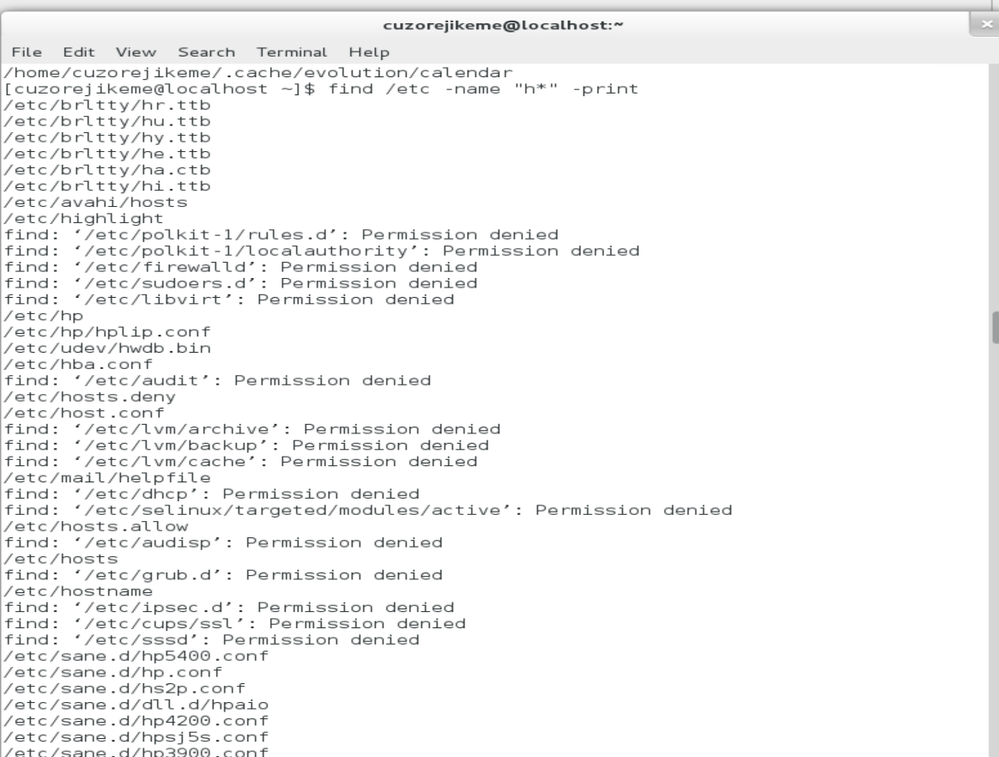 cuzorejikeme@localhost:~
File Edit View Search Terminal Help
/home/cuzorejikeme/.cache/evolution/calendar
[cuzorejikeme@localhost ~]$ find /etc -name "h*" -print
/etc/brltty/hr.ttb
/etc/brltty/hu.ttb
/etc/brltty/hy.ttb
/etc/brltty/he.ttb
/etc/brltty/ha.ctb
/etc/brltty/hi.ttb
/etc/avahi/hosts
/etc/highlight
find: ‘/etc/polkit-1/rules.d’: Permission denied
find: ‘/etc/polkit-1/localauthority’: Permission denied
find: ‘/etc/firewalld’: Permission denied
find: ‘/etc/sudoers.d’: Permission denied
find: ‘/etc/libvirt’: Permission denied
/etc/hp
/etc/hp/hplip.conf
/etc/udev/hwdb.bin
/etc/hba.conf
find: ‘/etc/audit’: Permission denied
/etc/hosts.deny
/etc/host.conf
find: ‘/etc/lvm/archive’: Permission denied
find: ‘/etc/lvm/backup’: Permission denied
find: ‘/etc/lvm/cache’: Permission denied
/etc/mail/helpfile
find: ‘/etc/dhcp’: Permission denied
find: ‘/etc/selinux/targeted/modules/active’: Permission denied
/etc/hosts.allow
find: ‘/etc/audisp’: Permission denied
/etc/hosts
find: ‘/etc/grub.d’: Permission denied
/etc/hostname
find: ‘/etc/ipsec.d’: Permission denied
find: ‘/etc/cups/ssl’: Permission denied
find: ‘/etc/sssd’: Permission denied
/etc/sane.d/hp5400.conf
/etc/sane.d/hp.conf
/etc/sane.d/hs2p.conf
/etc/sane.d/dll.d/hpaio
/etc/sane.d/hp4200.conf
/etc/sane.d/hpsj5s.conf
/etc/sane.d/hp3900.conf